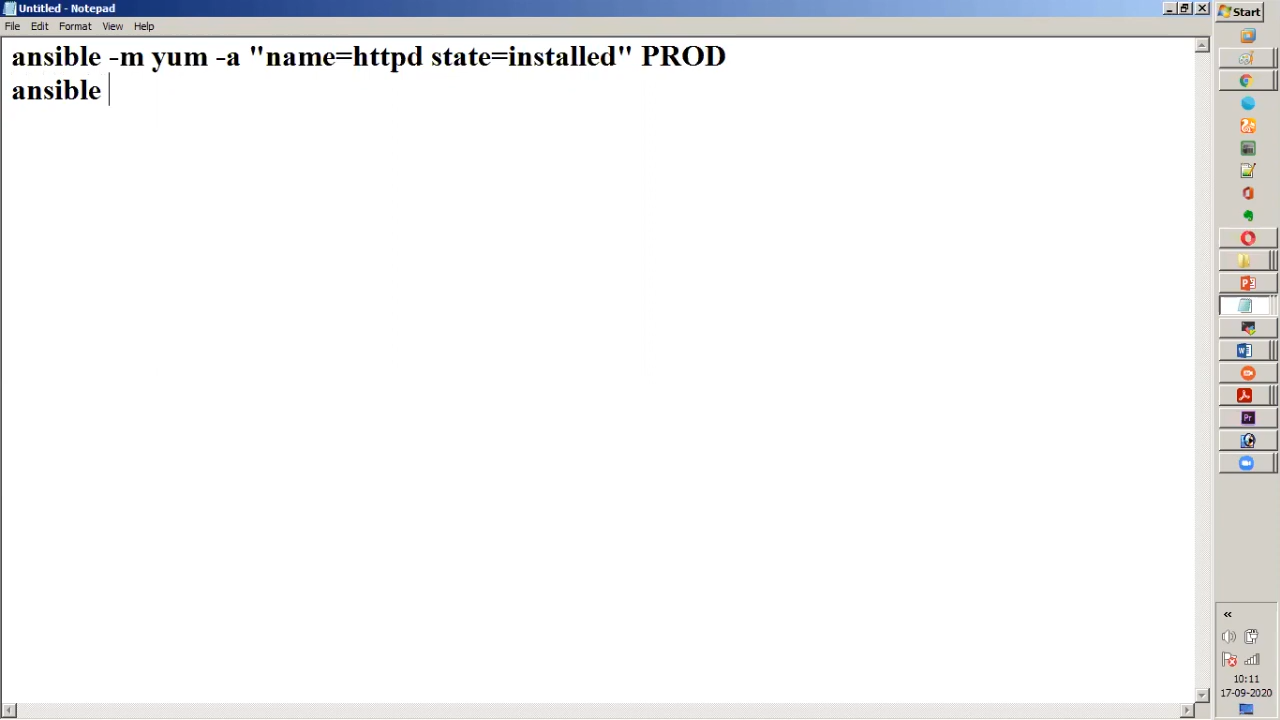 Untitled - Notepad
Start
File Edit Format View Help
ansible -m yum -a "name=httpd state=installed" PROD
ansible
«
10:11
17-09-2020